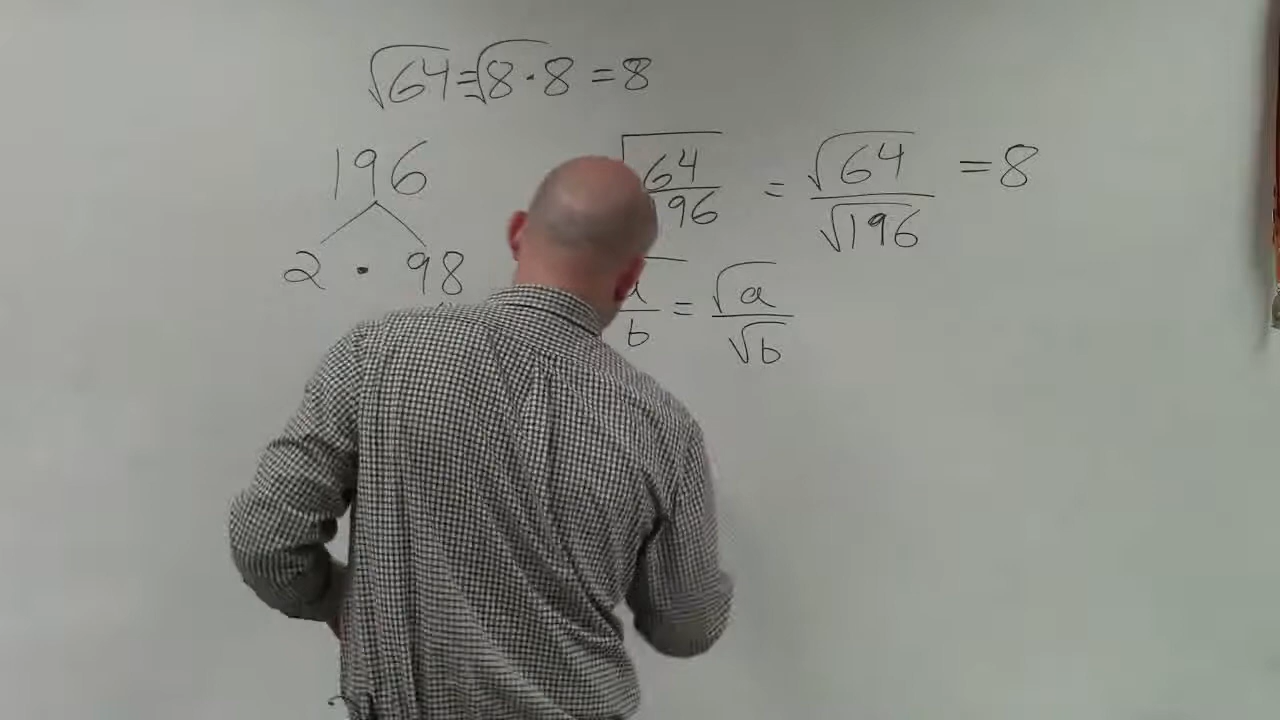 √64 = √8 · 8 = 8
196
2 · 98
√64/96 = √64/√196 = 8
/b = √a/√b